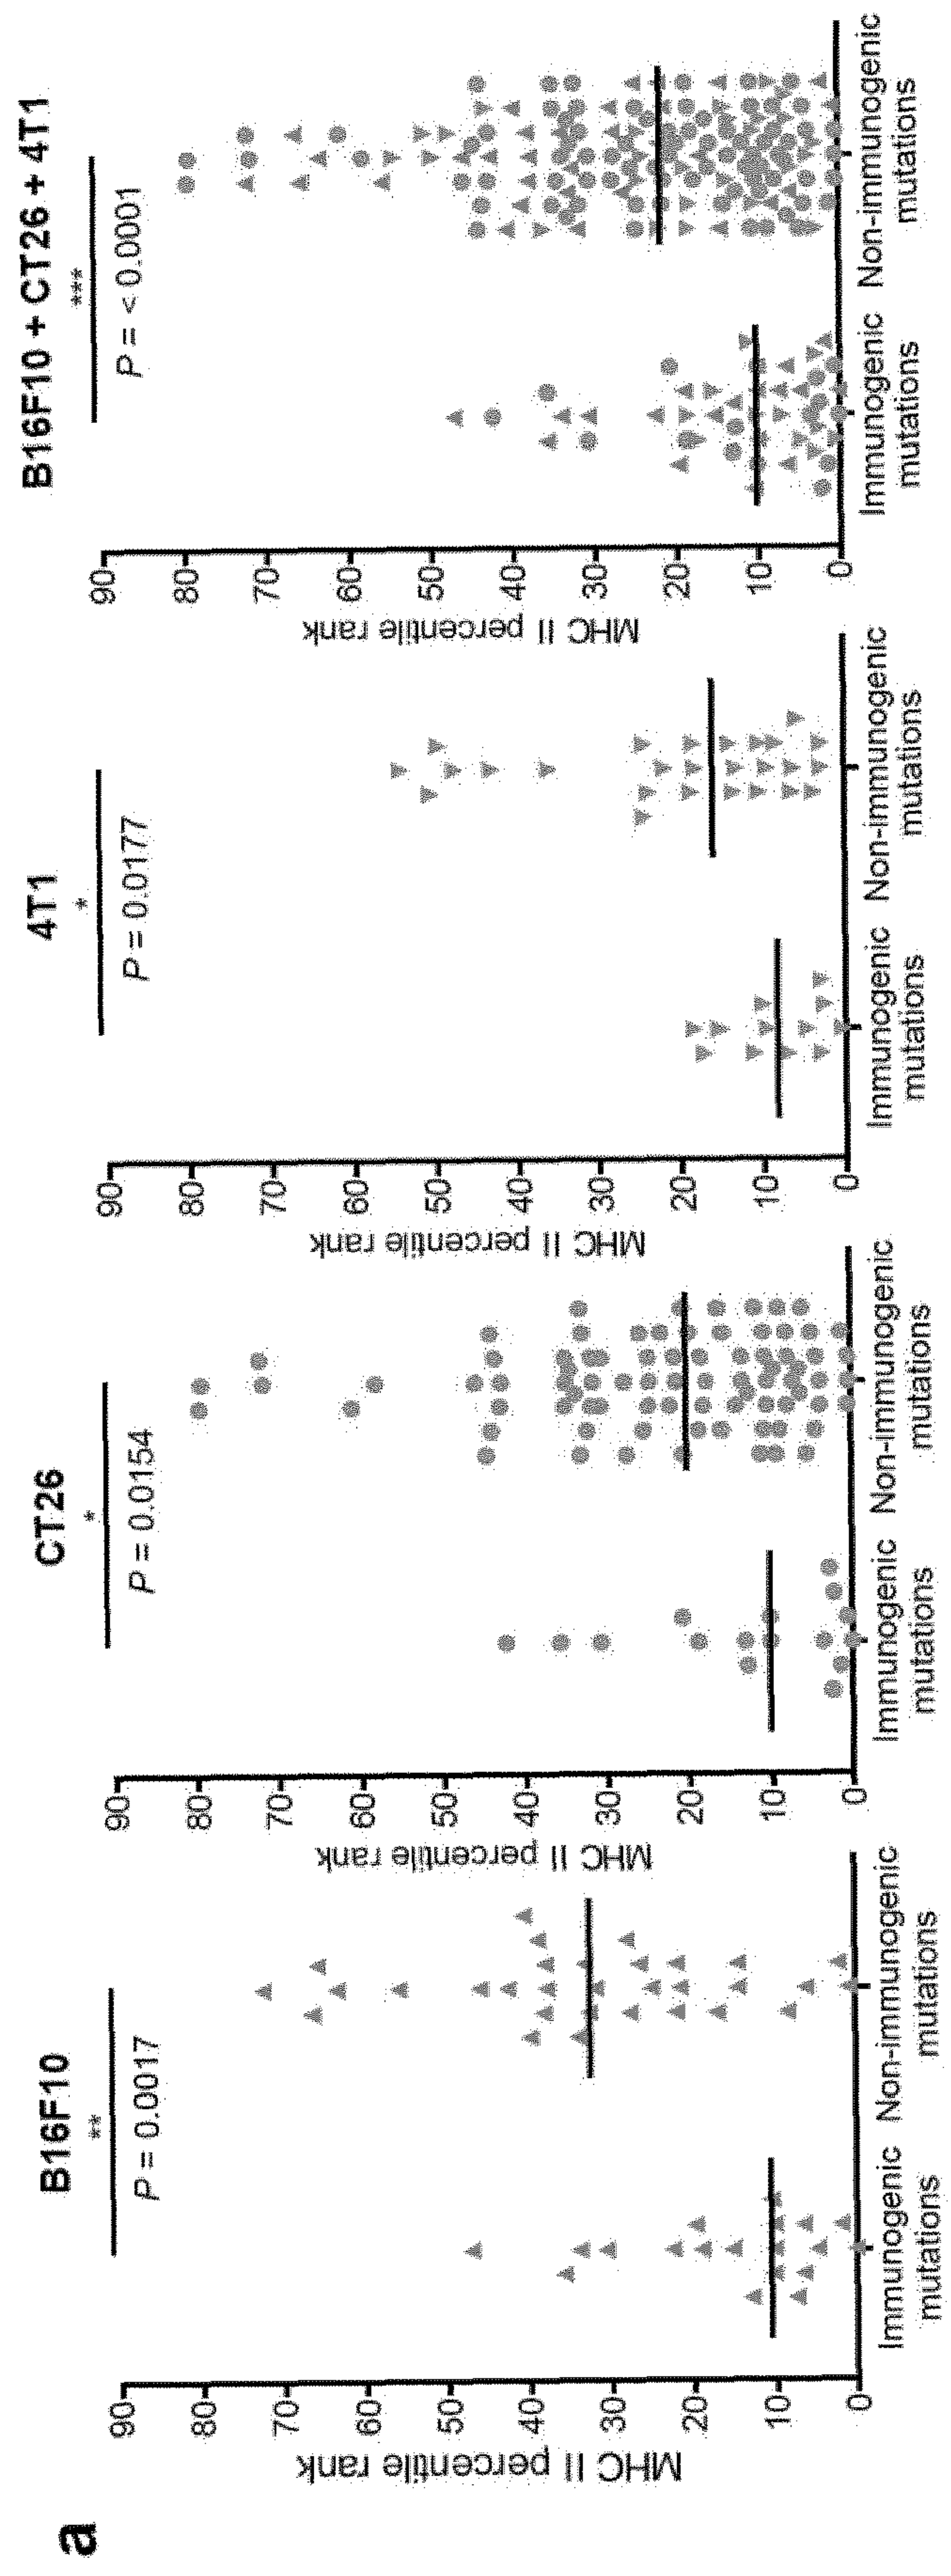 a
B16F10
**
P = 0.0017
MHC II percentile rank
90
80
70
60
50
40
30
20
10
0
Immunogenic
mutations
Non-immunogenic
mutations
CT26
*
P = 0.0154
MHC II percentile rank
90
80
70
60
50
40
30
20
10
0
Immunogenic
mutations
Non-immunogenic
mutations
4T1
*
P = 0.0177
MHC II percentile rank
90
80
70
60
50
40
30
20
10
0
Immunogenic
mutations
Non-immunogenic
mutations
B16F10 + CT26 + 4T1
***
P = < 0.0001
MHC II percentile rank
90
80
70
60
50
40
30
20
10
0
Immunogenic
mutations
Non-immunogenic
mutations